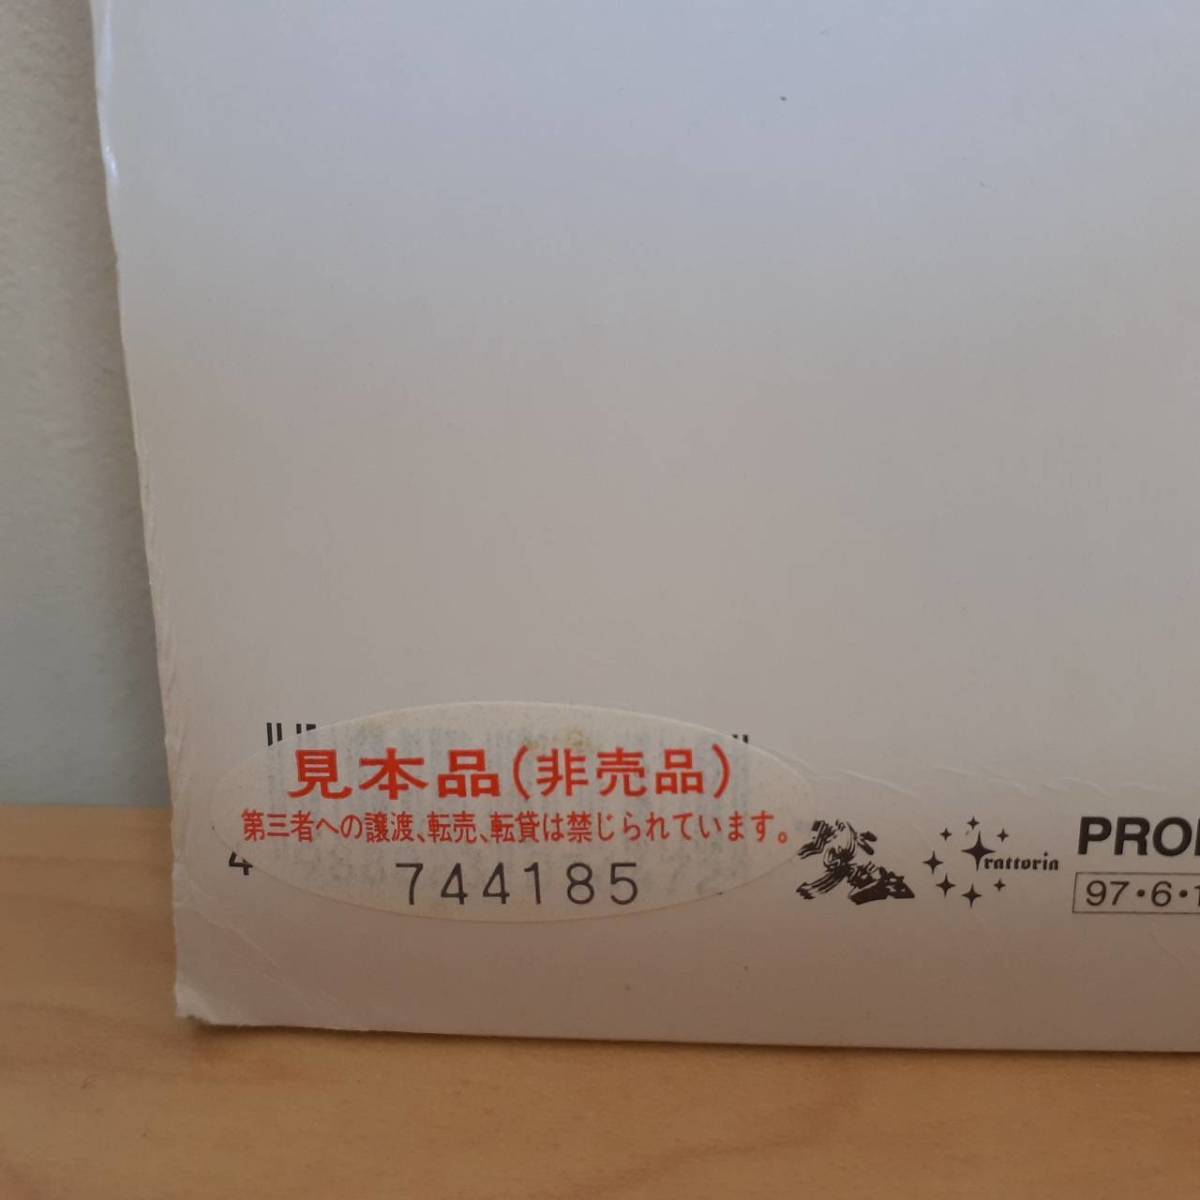 見本品(非売品)
第三者への譲渡、転売、転貸は禁じられています。
4
744185
Trattoria
PRO
97・6・1